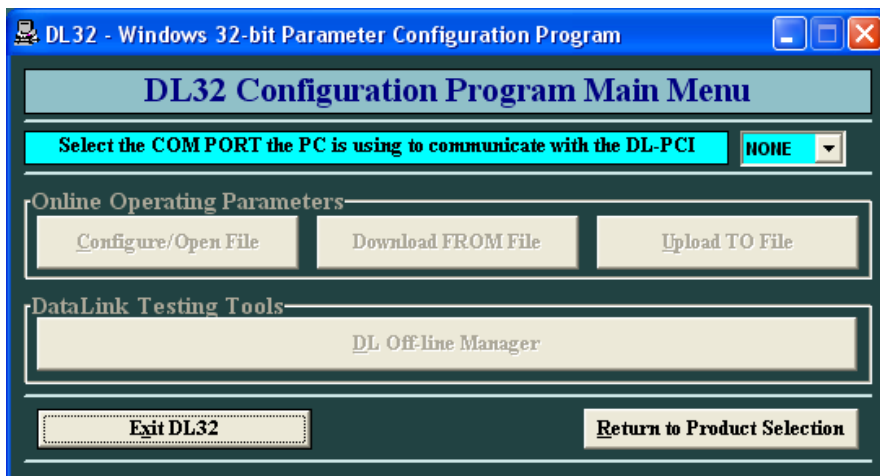 DL32 - Windows 32-bit Parameter Configuration Program
DL32 Configuration Program Main Menu
Select the COM PORT the PC is using to communicate with the DL-PCI NONE
Online Operating Parameters
Configure/Open File Download FROM File Upload TO File
DataLink Testing Tools
DL Off-line Manager
Exit DL32 Return to Product Selection